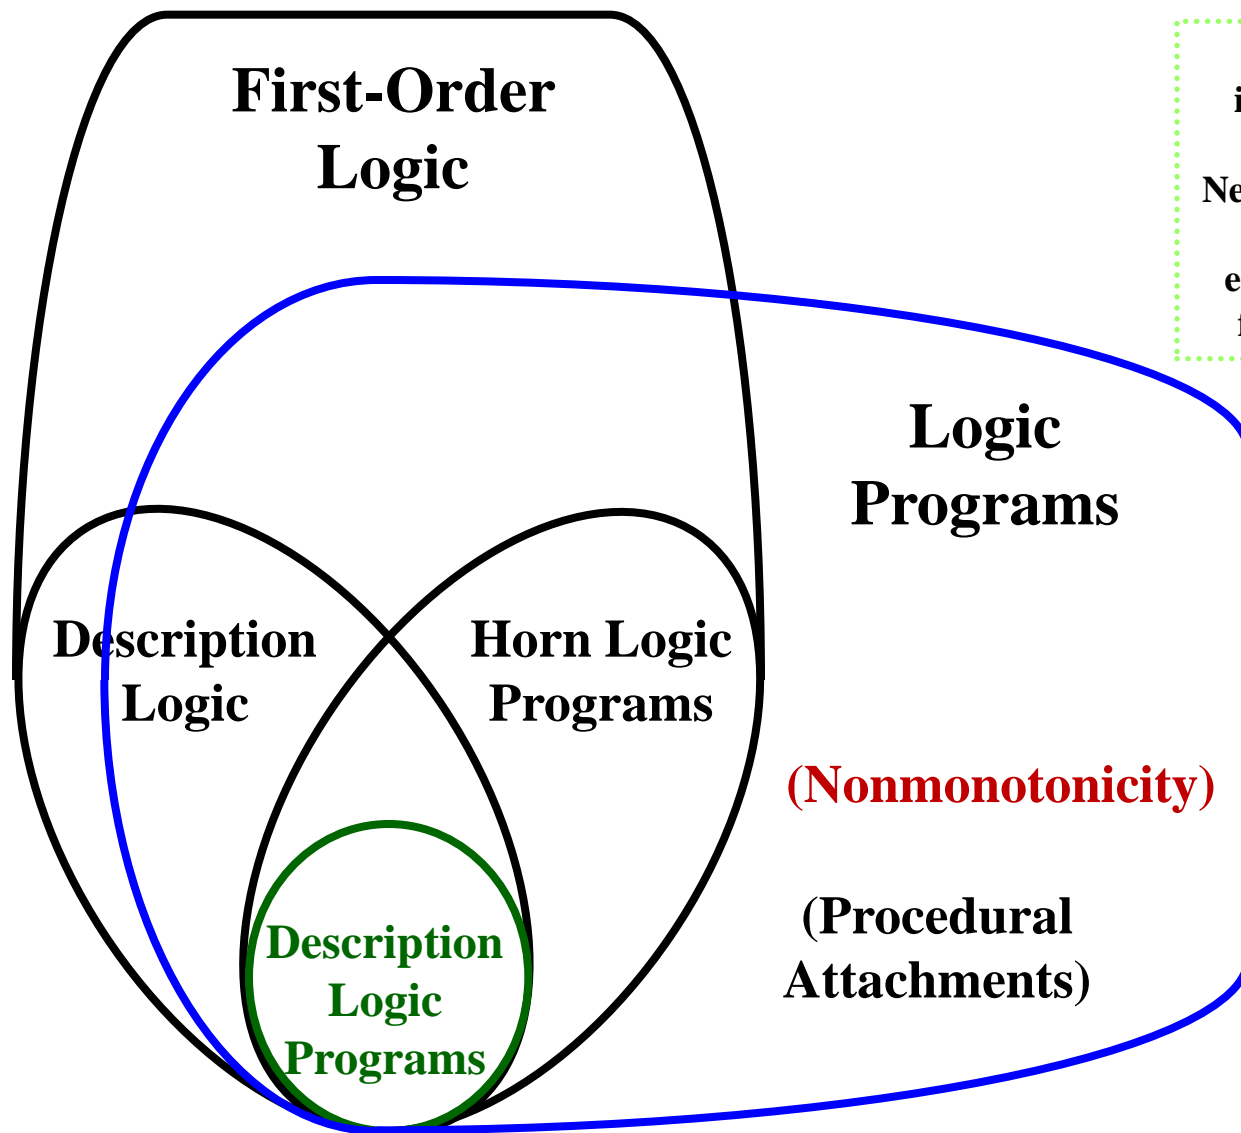 First-Order
Logic
Logic
Programs
Description
Logic
Horn Logic
Programs
(Nonmonotonicity)
(Procedural
Attachments)
Description
Logic
Programs